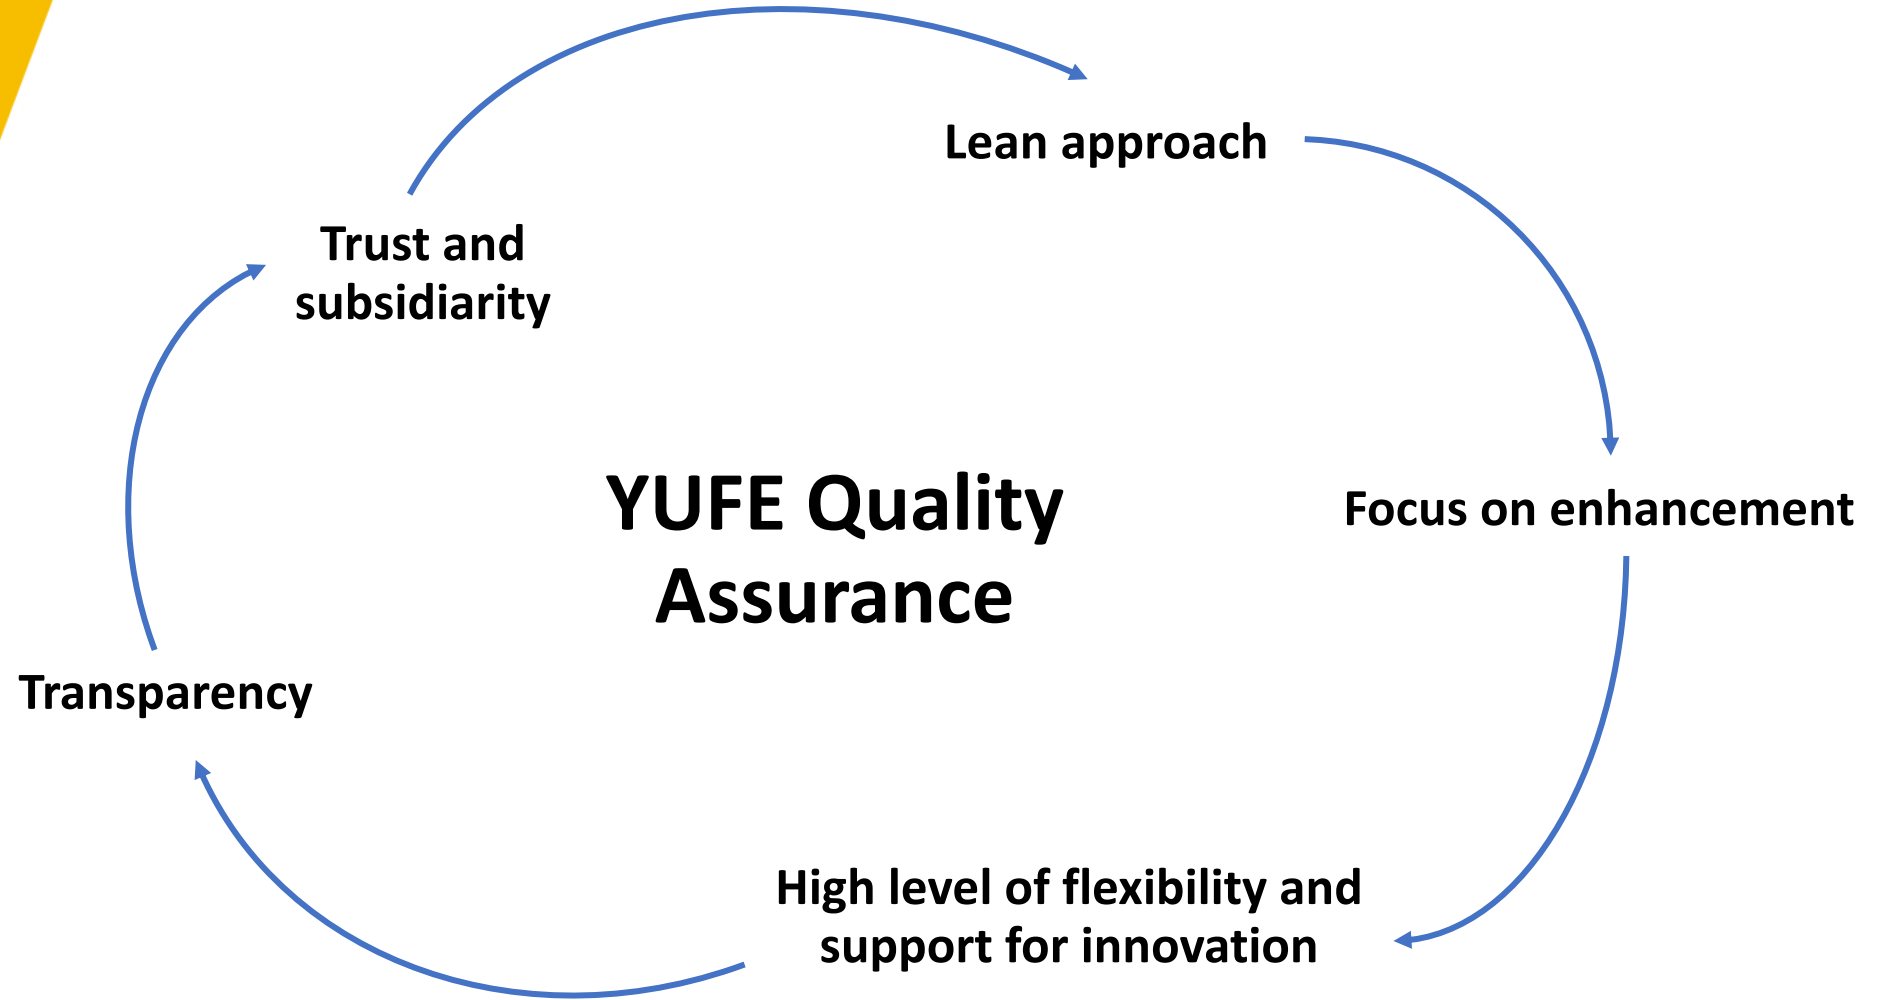 Lean approach
Trust and
subsidiarity
YUFE Quality
Assurance
Focus on enhancement
Transparency
High level of flexibility and
support for innovation